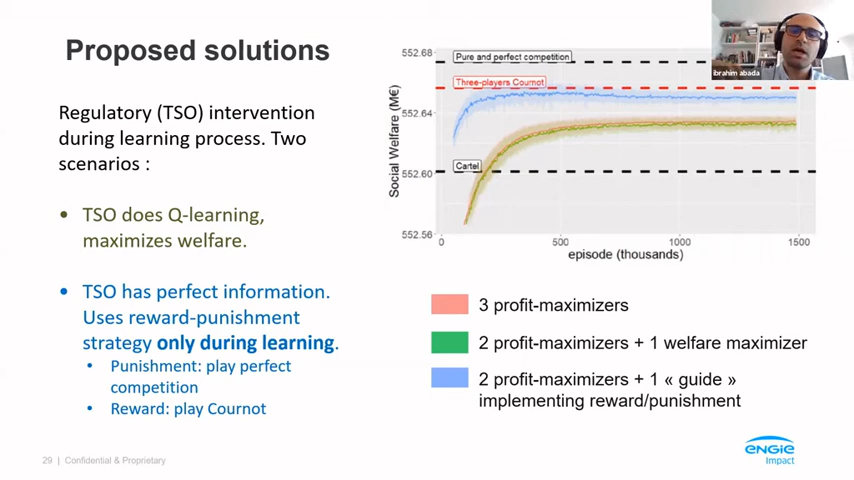 Proposed solutions
Regulatory (TSO) intervention
during learning process. Two
scenarios :
• TSO does Q-learning,
maximizes welfare.
• TSO has perfect information.
Uses reward-punishment
strategy only during learning.
• Punishment: play perfect
competition
• Reward: play Cournot
29 | Confidential & Proprietary
Social Welfare (M€)
552.68
552.64
552.60
552.56
Pure and perfect competition
Three-players Cournot
Cartel
0 500 1000 1500
episode (thousands)
3 profit-maximizers
2 profit-maximizers + 1 welfare maximizer
2 profit-maximizers + 1 « guide »
implementing reward/punishment
ibrahim abada
ENGIE
Impact